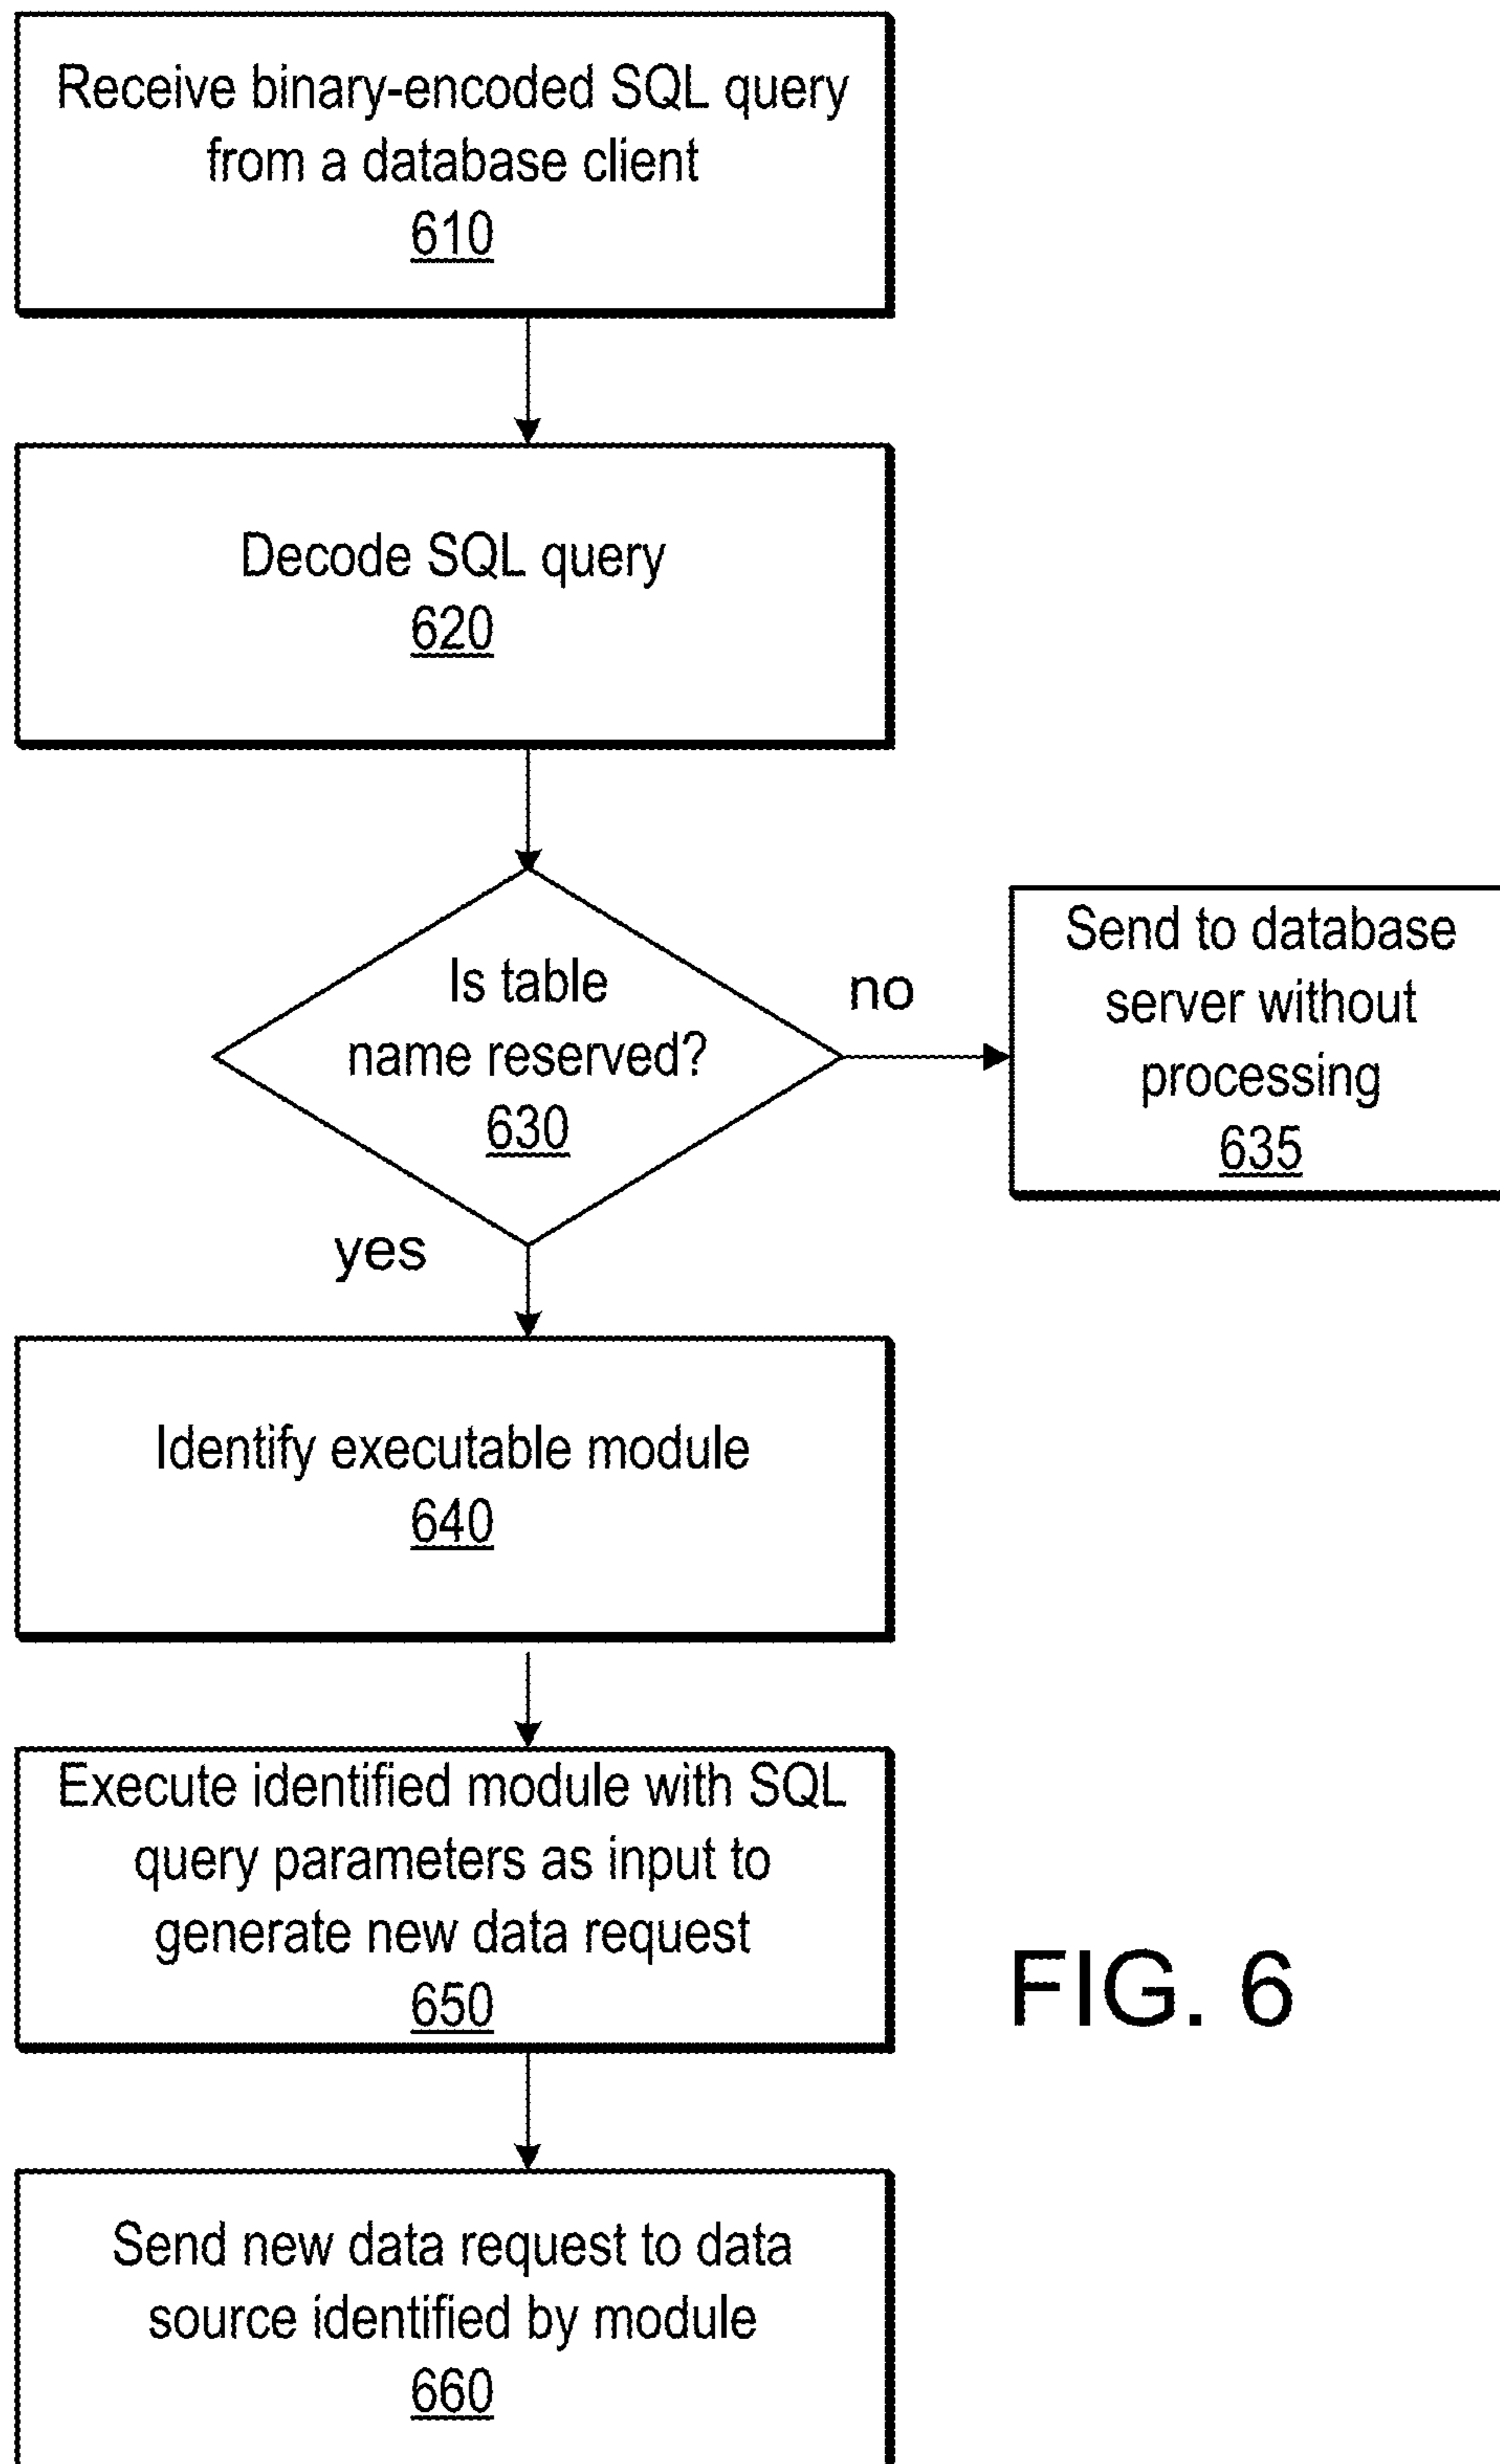 Receive binary-encoded SQL query
from a database client
610
Decode SQL query
620
Is table
name reserved?
630
no
Send to database
server without
processing
635
yes
Identify executable module
640
Execute identified module with SQL
query parameters as input to
generate new data request
650
FIG. 6
Send new data request to data
source identified by module
660